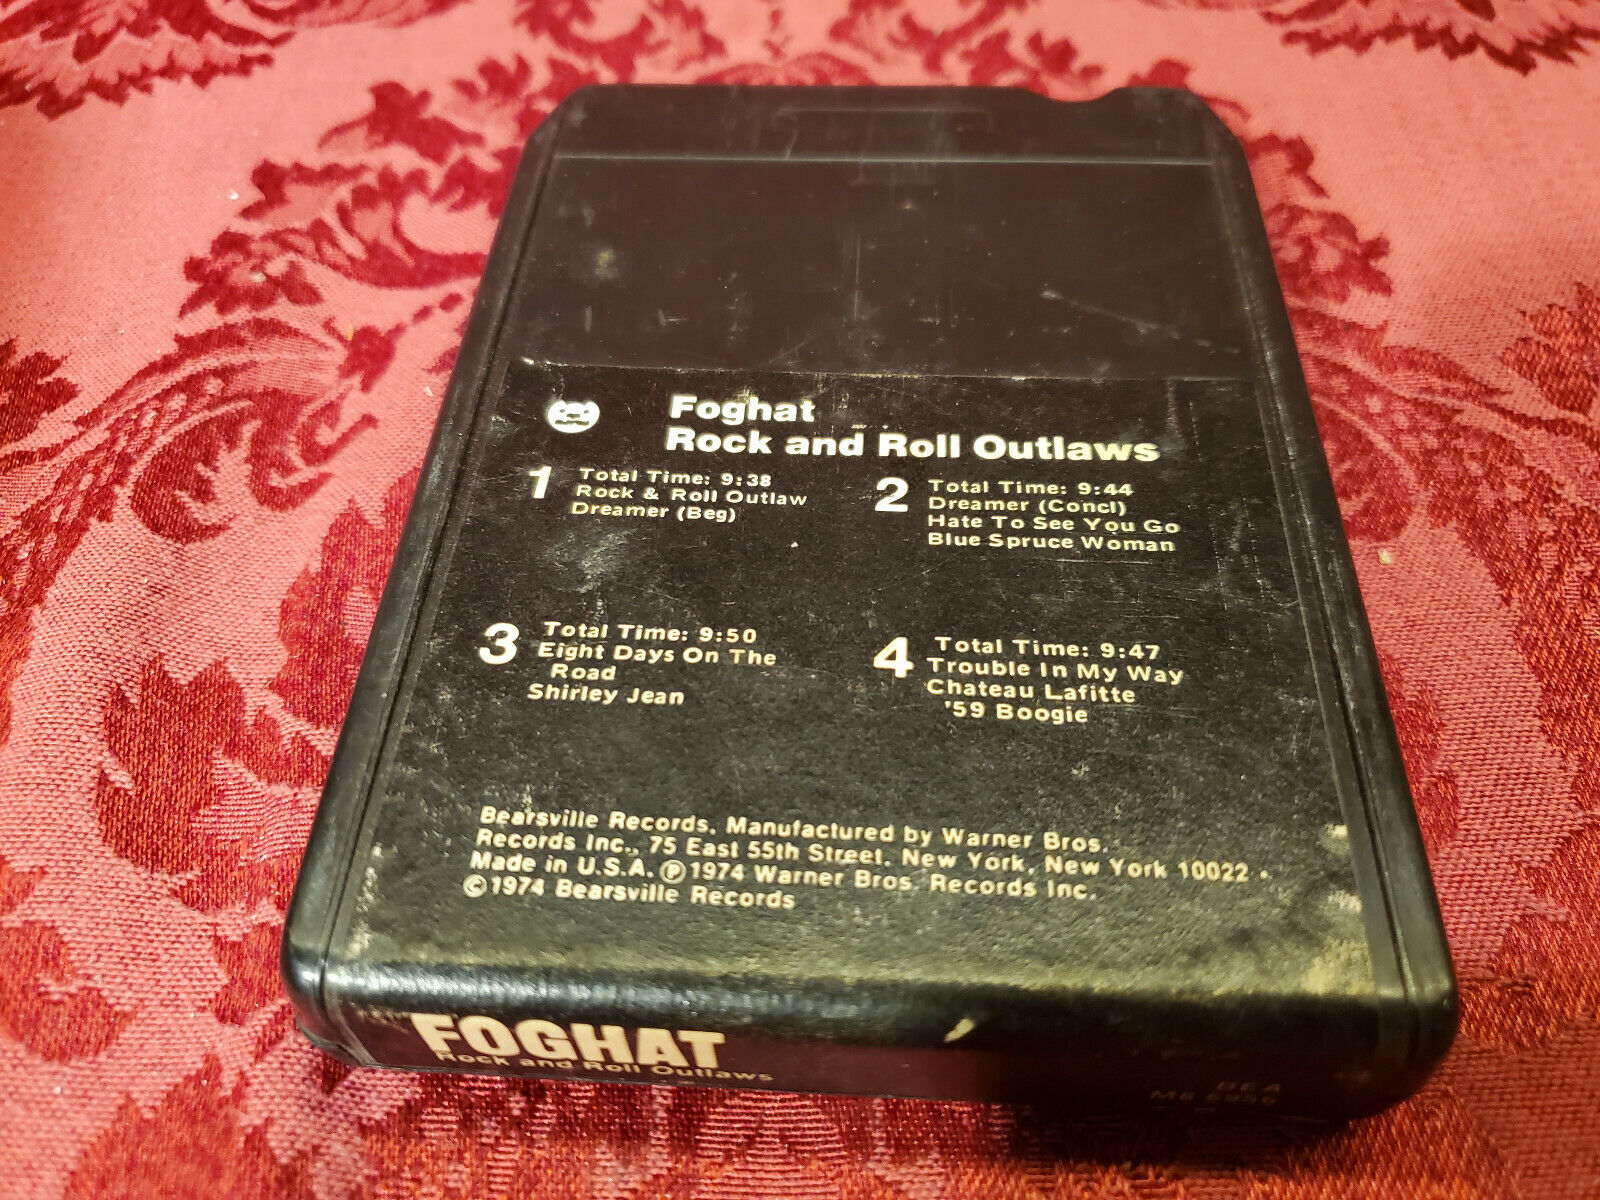 Foghat
Rock and Roll Outlaws
1
Total Time: 9:38
Rock & Roll Outlaw
Dreamer (Beg)
2
Total Time: 9:44
Dreamer (Concl)
Hate To See You Go
Blue Spruce Woman
3
Total Time: 9:50
Eight Days On The
Road
Shirley Jean
4
Total Time: 9:47
Trouble In My Way
Chateau Lafitte
'59 Boogie
Bearsville Records, Manufactured by Warner Bros.
Records Inc., 75 East 55th Street. New York, New York 10022 •
Made in U.S.A. Ⓟ1974 Warner Bros. Records Inc.
©1974 Bearsville Records
FOGHAT
Rock and Roll Outlaws
BEA
M8 6956